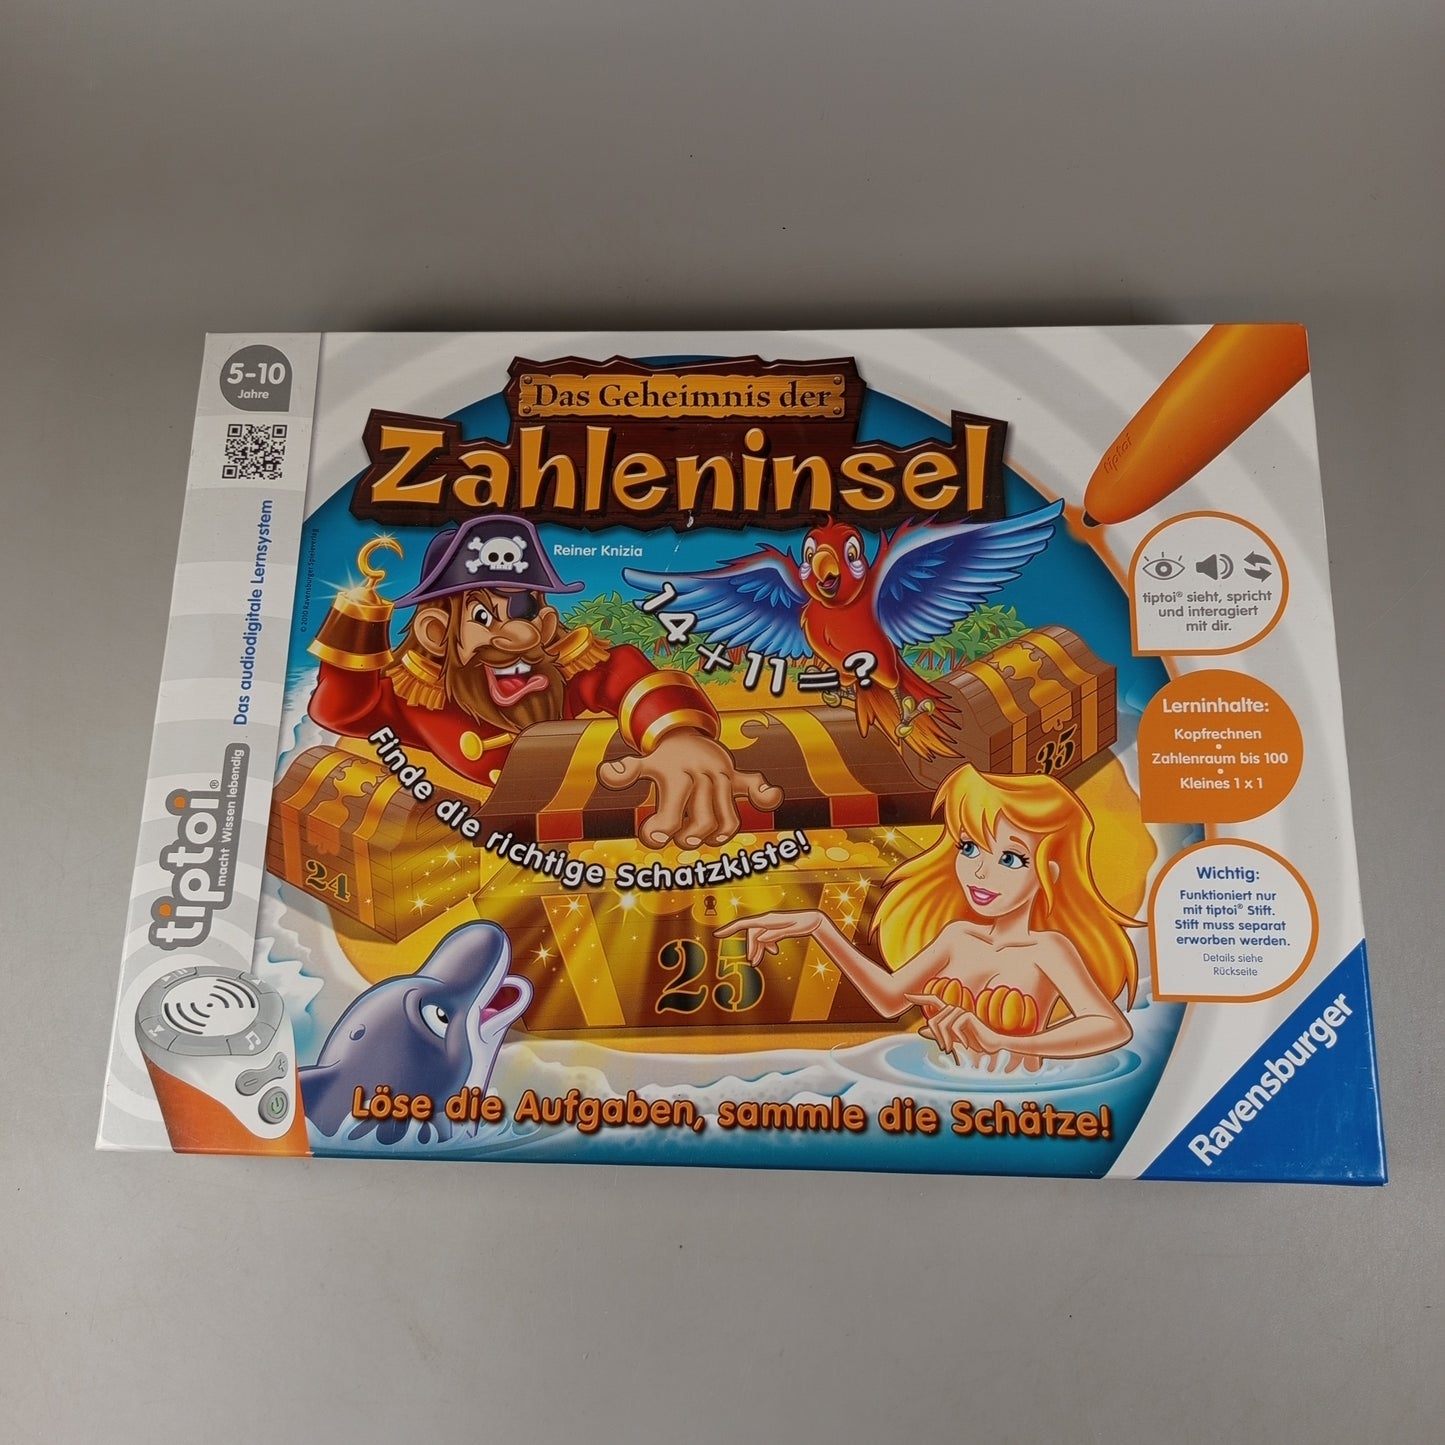 5-10
Jahre
Das audiodigitale Lernsystem
tiptoi®
macht Wissen lebendig
© 2010 Ravensburger Spieleverlag
Das Geheimnis der
Zahleninsel
Reiner Knizia
14 x 11 = ?
Finde die richtige Schatzkiste!
24
35
25
Löse die Aufgaben, sammle die Schätze!
tiptoi
tiptoi® sieht, spricht
und interagiert
mit dir.
Lerninhalte:
Kopfrechnen
•
Zahlenraum bis 100
•
Kleines 1 x 1
Wichtig:
Funktioniert nur
mit tiptoi® Stift.
Stift muss separat
erworben werden.
Details siehe
Rückseite
Ravensburger